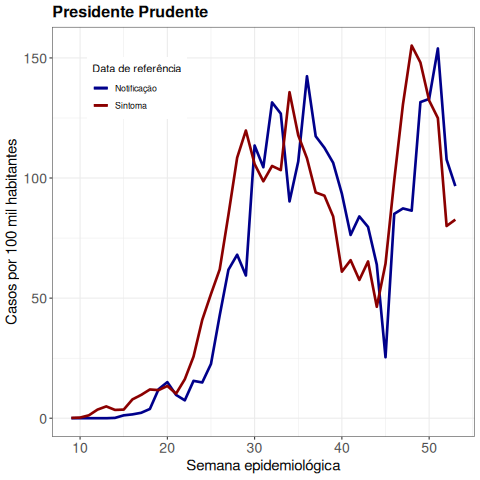 Presidente Prudente
Casos por 100 mil habitantes
150
100
50
0
Data de referência
Notificação
Sintoma
10
20
30
40
50
Semana epidemiológica